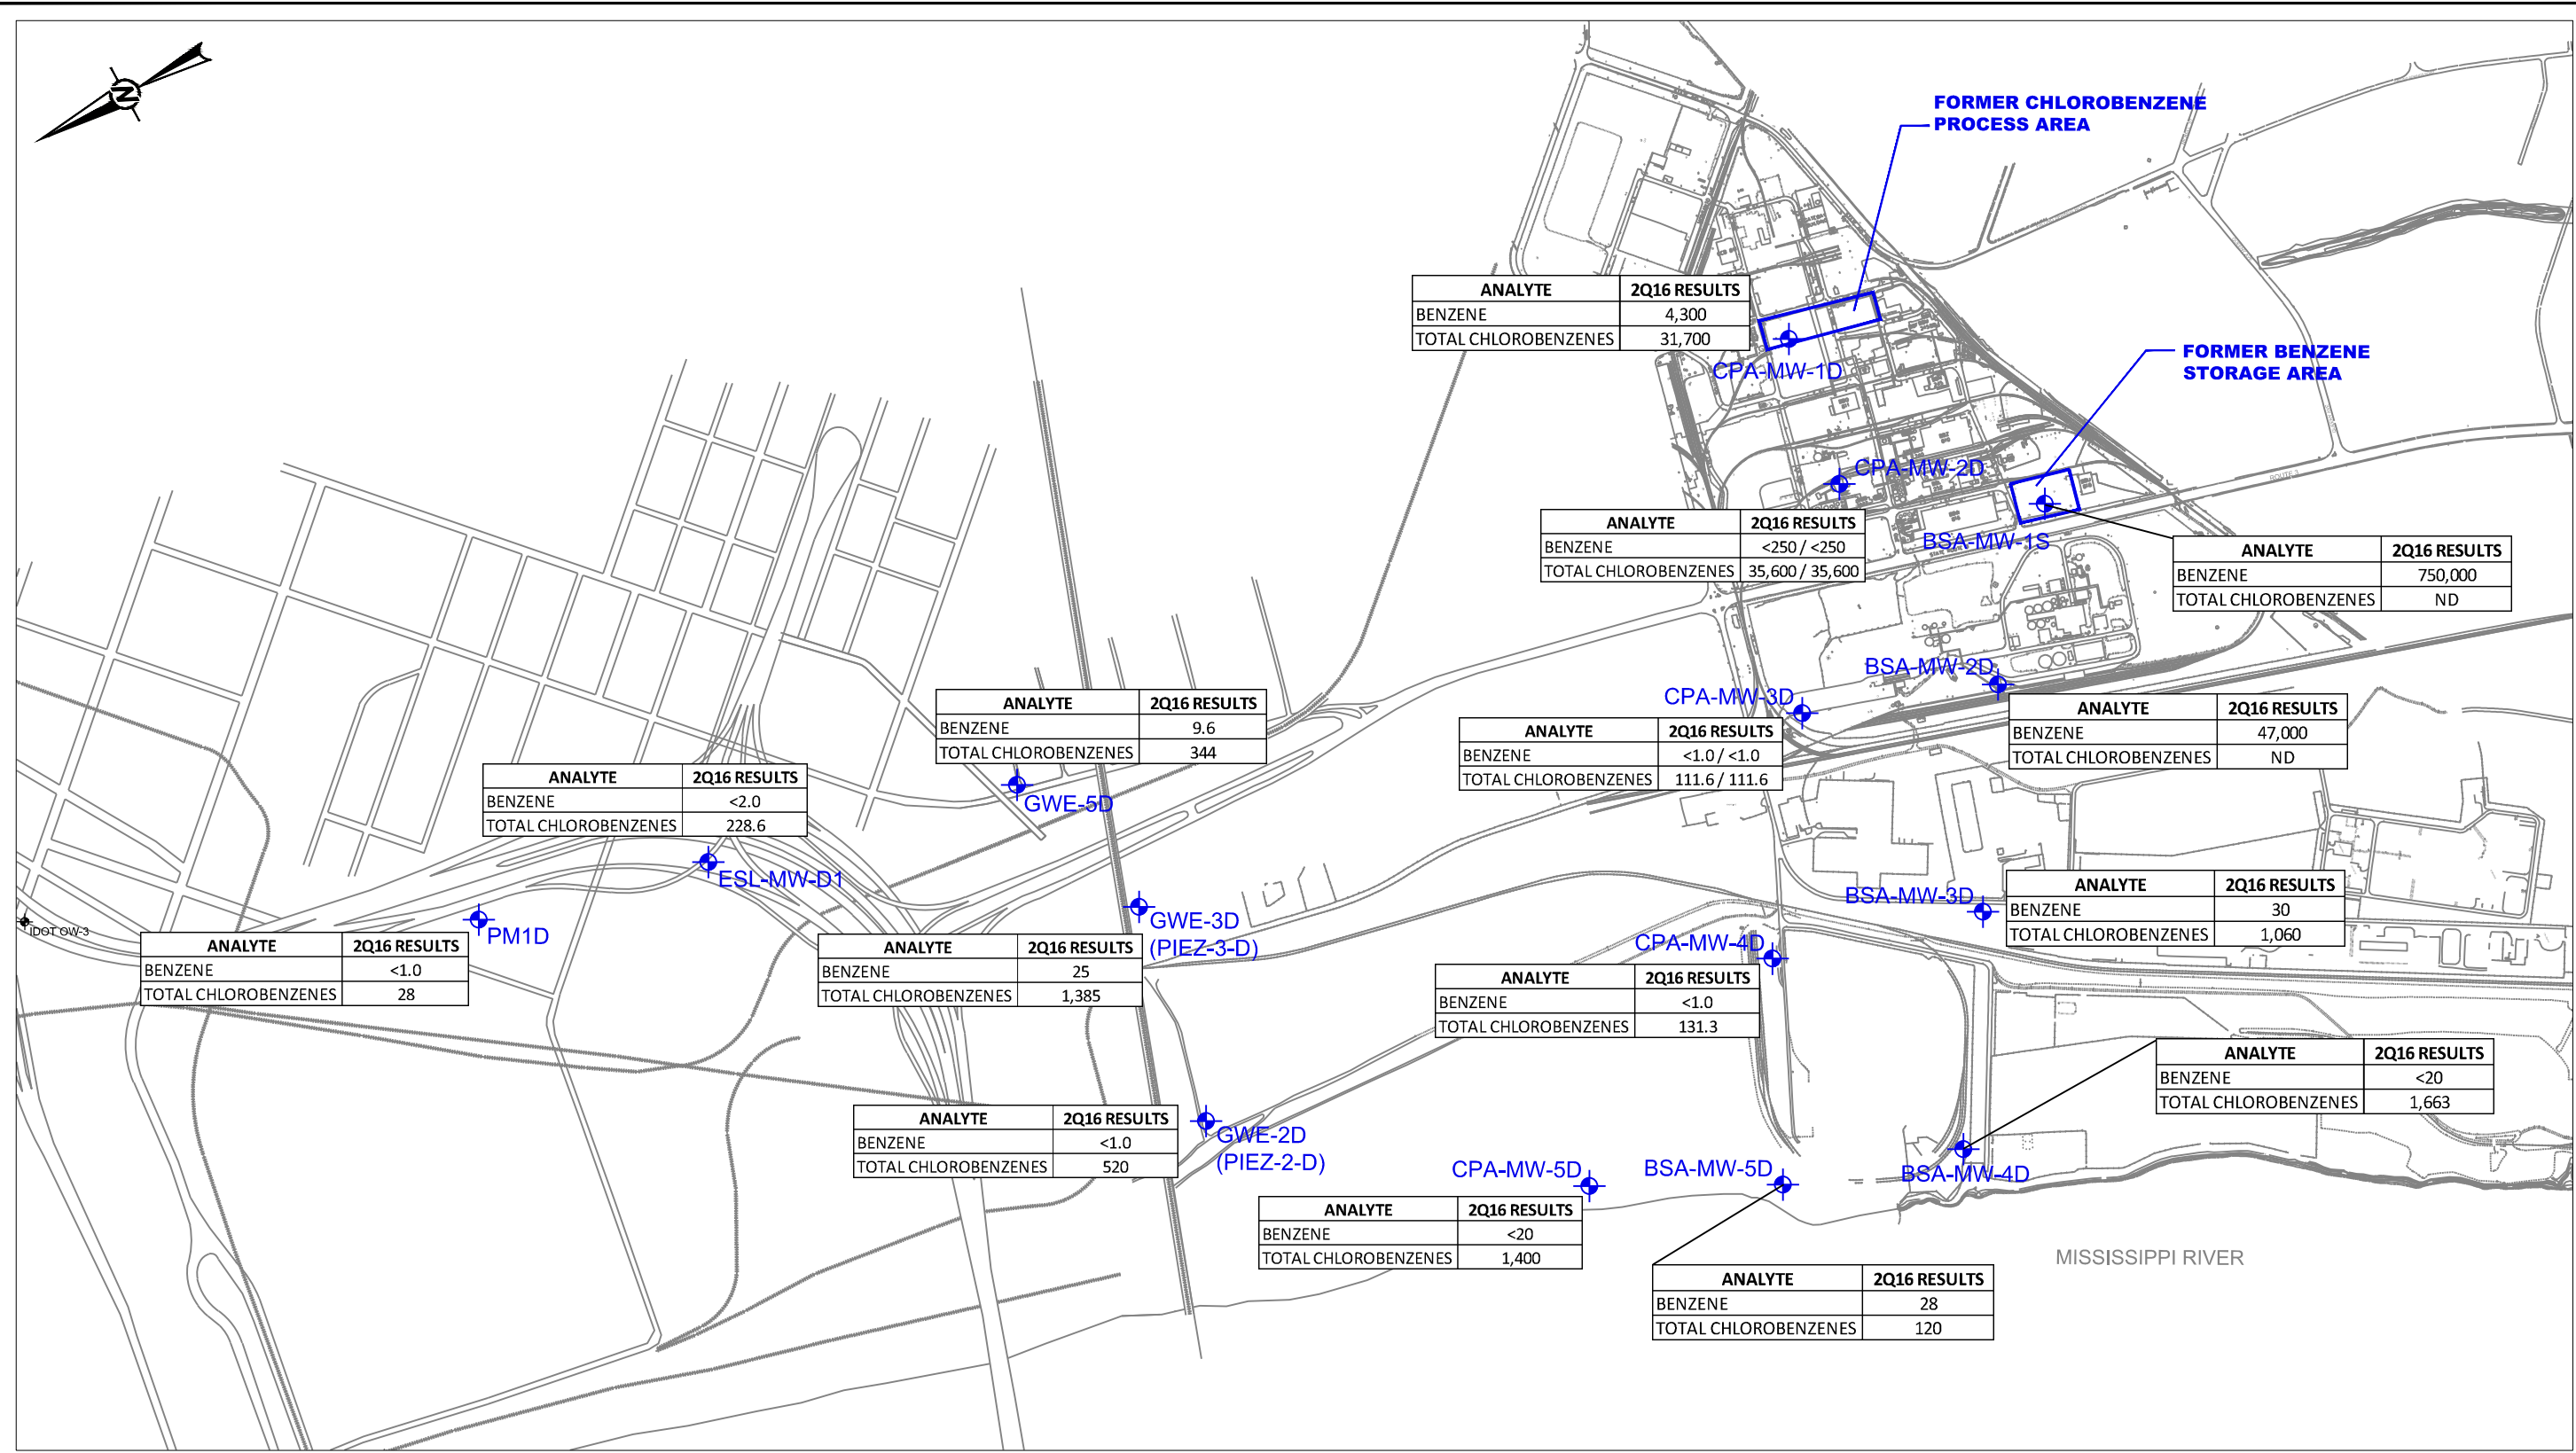 N
FORMER CHLOROBENZENE
PROCESS AREA
ANALYTE 2Q16 RESULTS
BENZENE 4,300
TOTAL CHLOROBENZENES 31,700
CPA-MW-1D
FORMER BENZENE
STORAGE AREA
CPA-MW-2D
ROUTE 3
ANALYTE 2Q16 RESULTS
BENZENE <250 / <250
TOTAL CHLOROBENZENES 35,600 / 35,600
BSA-MW-1S
ANALYTE 2Q16 RESULTS
BENZENE 750,000
TOTAL CHLOROBENZENES ND
BSA-MW-2D
CPA-MW-3D
ANALYTE 2Q16 RESULTS
BENZENE 9.6
TOTAL CHLOROBENZENES 344
GWE-5D
ANALYTE 2Q16 RESULTS
BENZENE <1.0 / <1.0
TOTAL CHLOROBENZENES 111.6 / 111.6
ANALYTE 2Q16 RESULTS
BENZENE 47,000
TOTAL CHLOROBENZENES ND
ANALYTE 2Q16 RESULTS
BENZENE <2.0
TOTAL CHLOROBENZENES 228.6
ESL-MW-D1
BSA-MW-3D
ANALYTE 2Q16 RESULTS
BENZENE 30
TOTAL CHLOROBENZENES 1,060
IDOT OW-3
PM1D
ANALYTE 2Q16 RESULTS
BENZENE <1.0
TOTAL CHLOROBENZENES 28
GWE-3D
(PIEZ-3-D)
ANALYTE 2Q16 RESULTS
BENZENE 25
TOTAL CHLOROBENZENES 1,385
CPA-MW-4D
ANALYTE 2Q16 RESULTS
BENZENE <1.0
TOTAL CHLOROBENZENES 131.3
ANALYTE 2Q16 RESULTS
BENZENE <20
TOTAL CHLOROBENZENES 1,663
ANALYTE 2Q16 RESULTS
BENZENE <1.0
TOTAL CHLOROBENZENES 520
GWE-2D
(PIEZ-2-D)
CPA-MW-5D
BSA-MW-5D
BSA-MW-4D
ANALYTE 2Q16 RESULTS
BENZENE <20
TOTAL CHLOROBENZENES 1,400
MISSISSIPPI RIVER
ANALYTE 2Q16 RESULTS
BENZENE 28
TOTAL CHLOROBENZENES 120